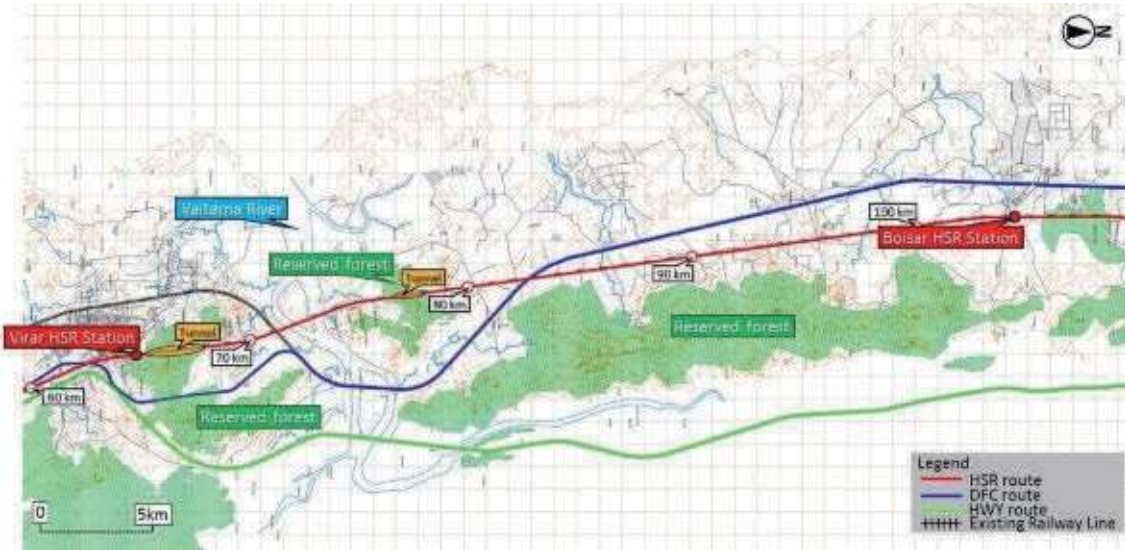 N
Vaitarna River
Reserved forest
Tunnel
80 km
130 km
Boisar HSR Station
90 km
Reserved forest
Virar HSR Station
Tunnel
70 km
60 km
Reserved forest
0 5km
Legend
HSR route
DFC route
HWY route
Existing Railway Line